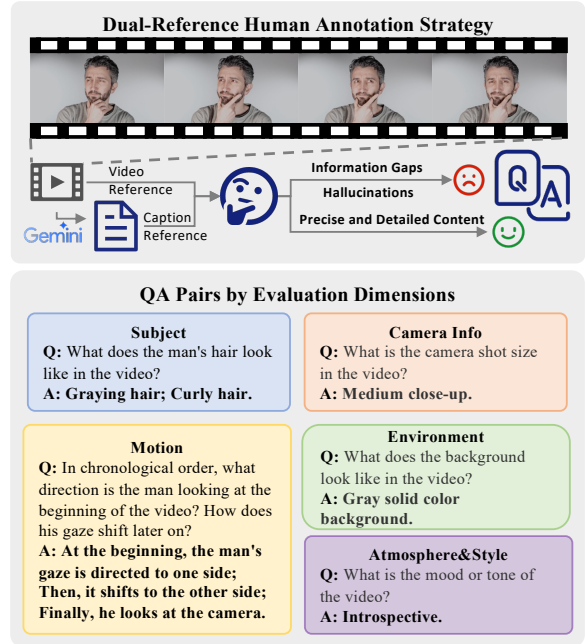 Dual-Reference Human Annotation Strategy
Video
Reference
Gemini
Caption
Reference
Information Gaps
Hallucinations
Precise and Detailed Content
Q
A
QA Pairs by Evaluation Dimensions
Subject
Q: What does the man's hair look
like in the video?
A: Graying hair; Curly hair.
Camera Info
Q: What is the camera shot size
in the video?
A: Medium close-up.
Motion
Q: In chronological order, what
direction is the man looking at the
beginning of the video? How does
his gaze shift later on?
A: At the beginning, the man's
gaze is directed to one side;
Then, it shifts to the other side;
Finally, he looks at the camera.
Environment
Q: What does the background
look like in the video?
A: Gray solid color
background.
Atmosphere&Style
Q: What is the mood or tone of
the video?
A: Introspective.